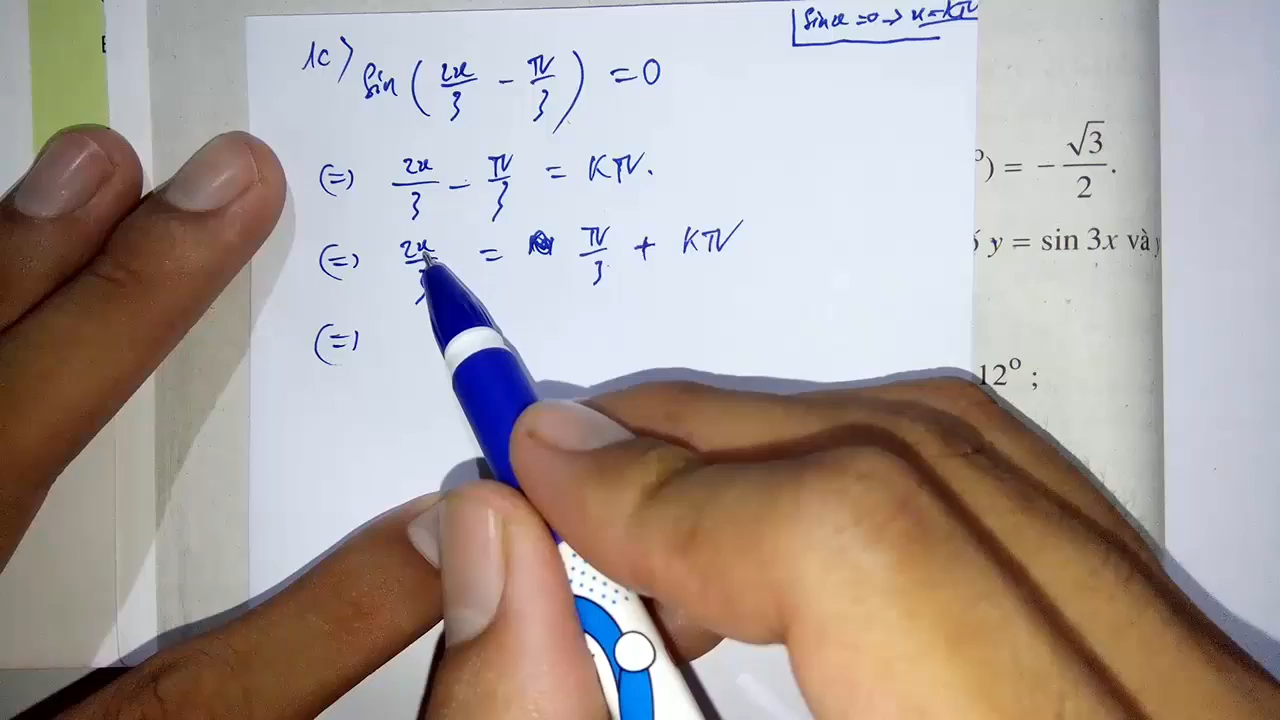 sinx = 0 → x = kπ
1c) sin(2x/3 - π/3) = 0
(=) 2x/3 - π/3 = Kπ.
(=) 2x/3 = π/3 + Kπ
(=)
°) = -√3/2.
y = sin 3x và
12° ;